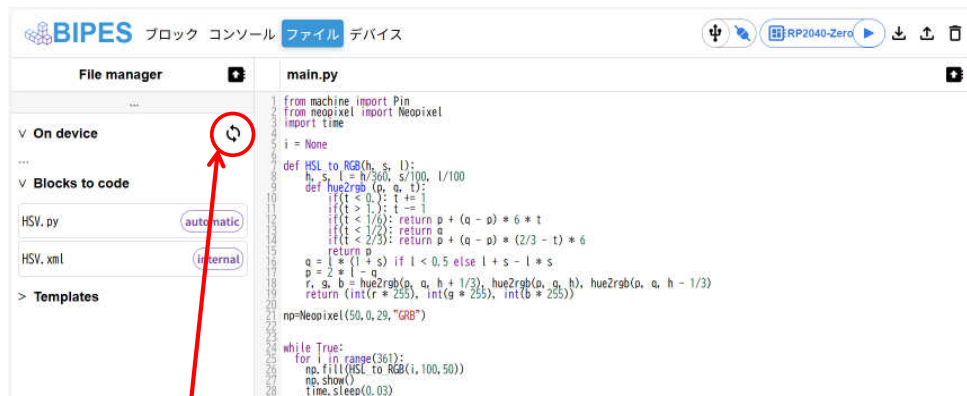 BIPES ブロック コンソール ファイル デバイス RP2040-Zero
File manager
...
On device
...
Blocks to code
HSV.py automatic
HSV.xml internal
Templates
main.py
1 from machine import Pin
2 from neopixel import Neopixel
3 import time
4
5 i = None
6
7 def HSL_to_RGB(h, s, l):
8 h, s, l = h/360, s/100, l/100
9 def hue2rgb (p, q, t):
10 if(t < 0.): t += 1
11 if(t > 1.): t -= 1
12 if(t < 1/6): return p + (q - p) * 6 * t
13 if(t < 1/2): return q
14 if(t < 2/3): return p + (q - p) * (2/3 - t) * 6
15 return p
16 q = l * (1 + s) if l < 0.5 else l + s - l * s
17 p = 2 * l - q
18 r, g, b = hue2rgb(p, q, h + 1/3), hue2rgb(p, q, h), hue2rgb(p, q, h - 1/3)
19 return (int(r * 255), int(g * 255), int(b * 255))
20
21 np=Neopixel(50,0,29,"GRB")
22
23
24 while True:
25 for i in range(361):
26 np.fill(HSL_to_RGB(i,100,50))
27 np.show()
28 time.sleep(0.03)